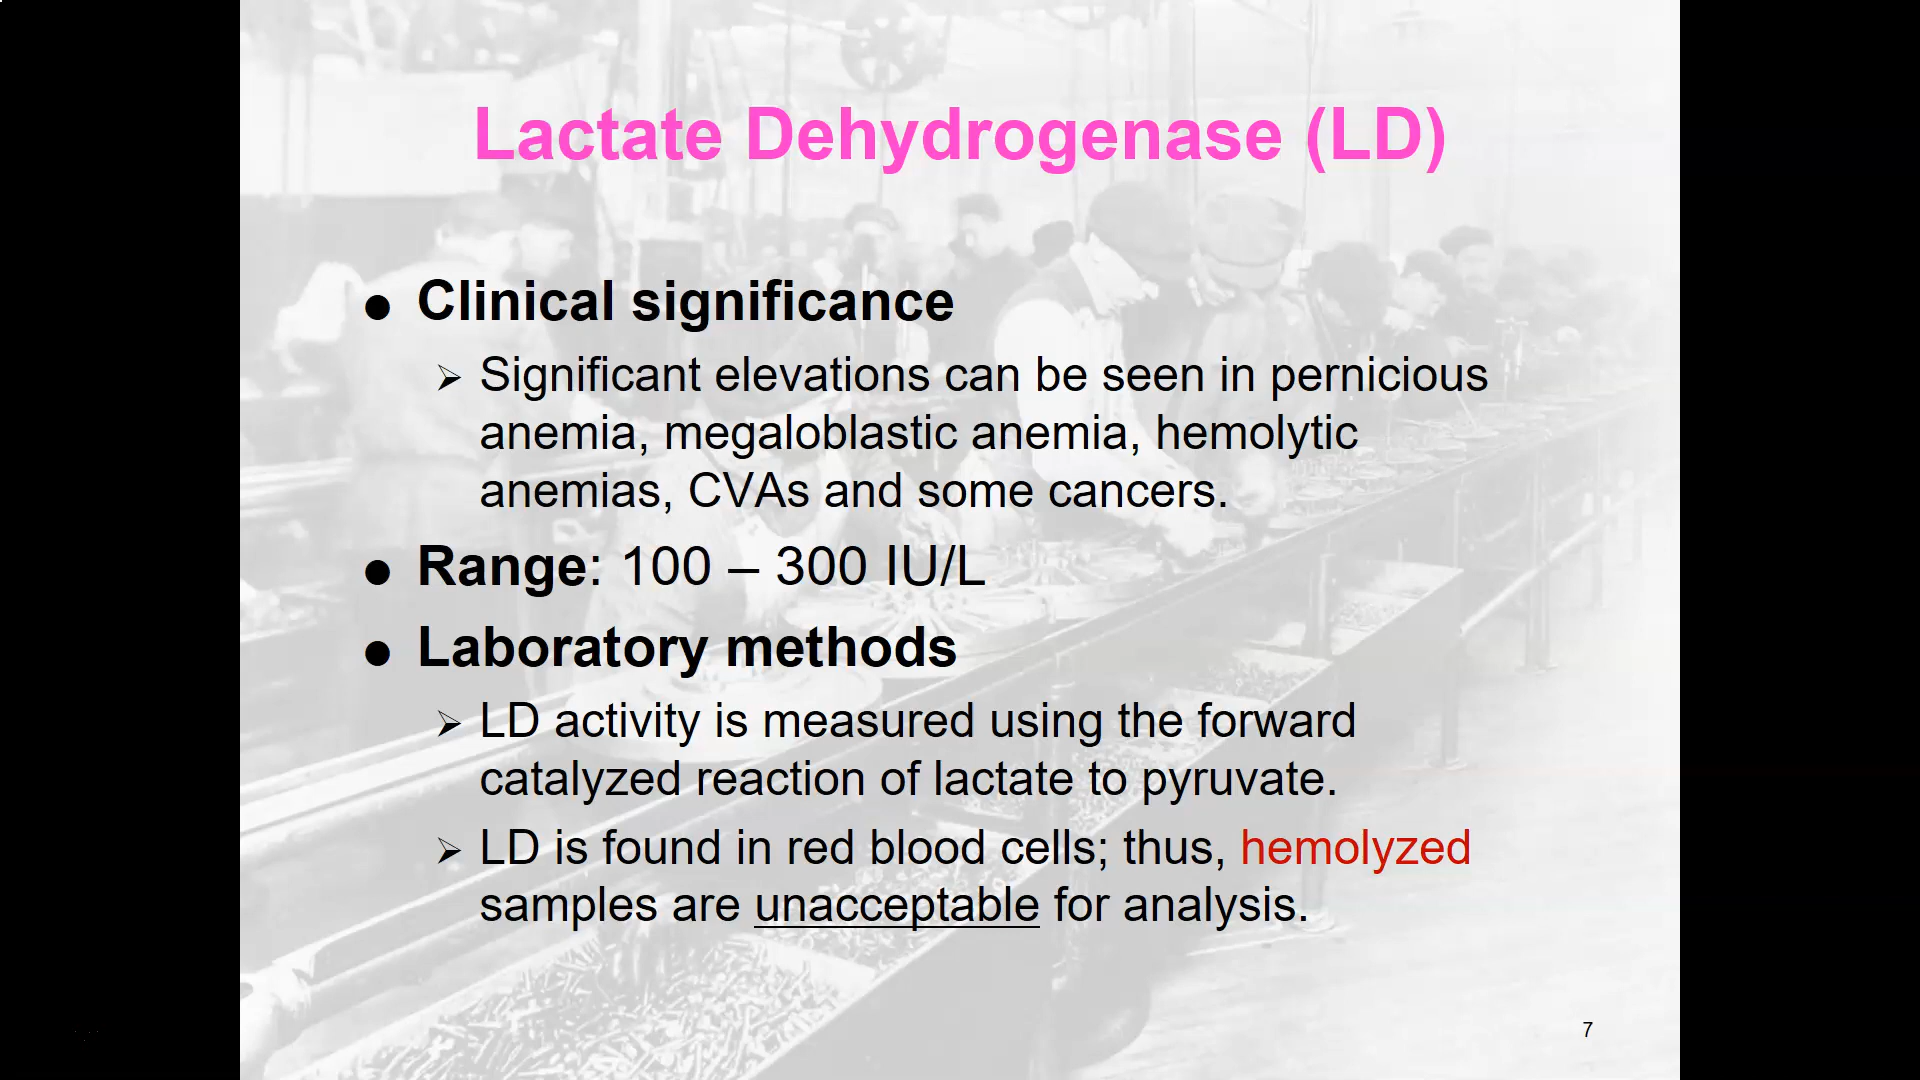 Lactate Dehydrogenase (LD)
● Clinical significance
➢ Significant elevations can be seen in pernicious
anemia, megaloblastic anemia, hemolytic
anemias, CVAs and some cancers.
● Range: 100 – 300 IU/L
● Laboratory methods
➢ LD activity is measured using the forward
catalyzed reaction of lactate to pyruvate.
➢ LD is found in red blood cells; thus, hemolyzed
samples are unacceptable for analysis.
7